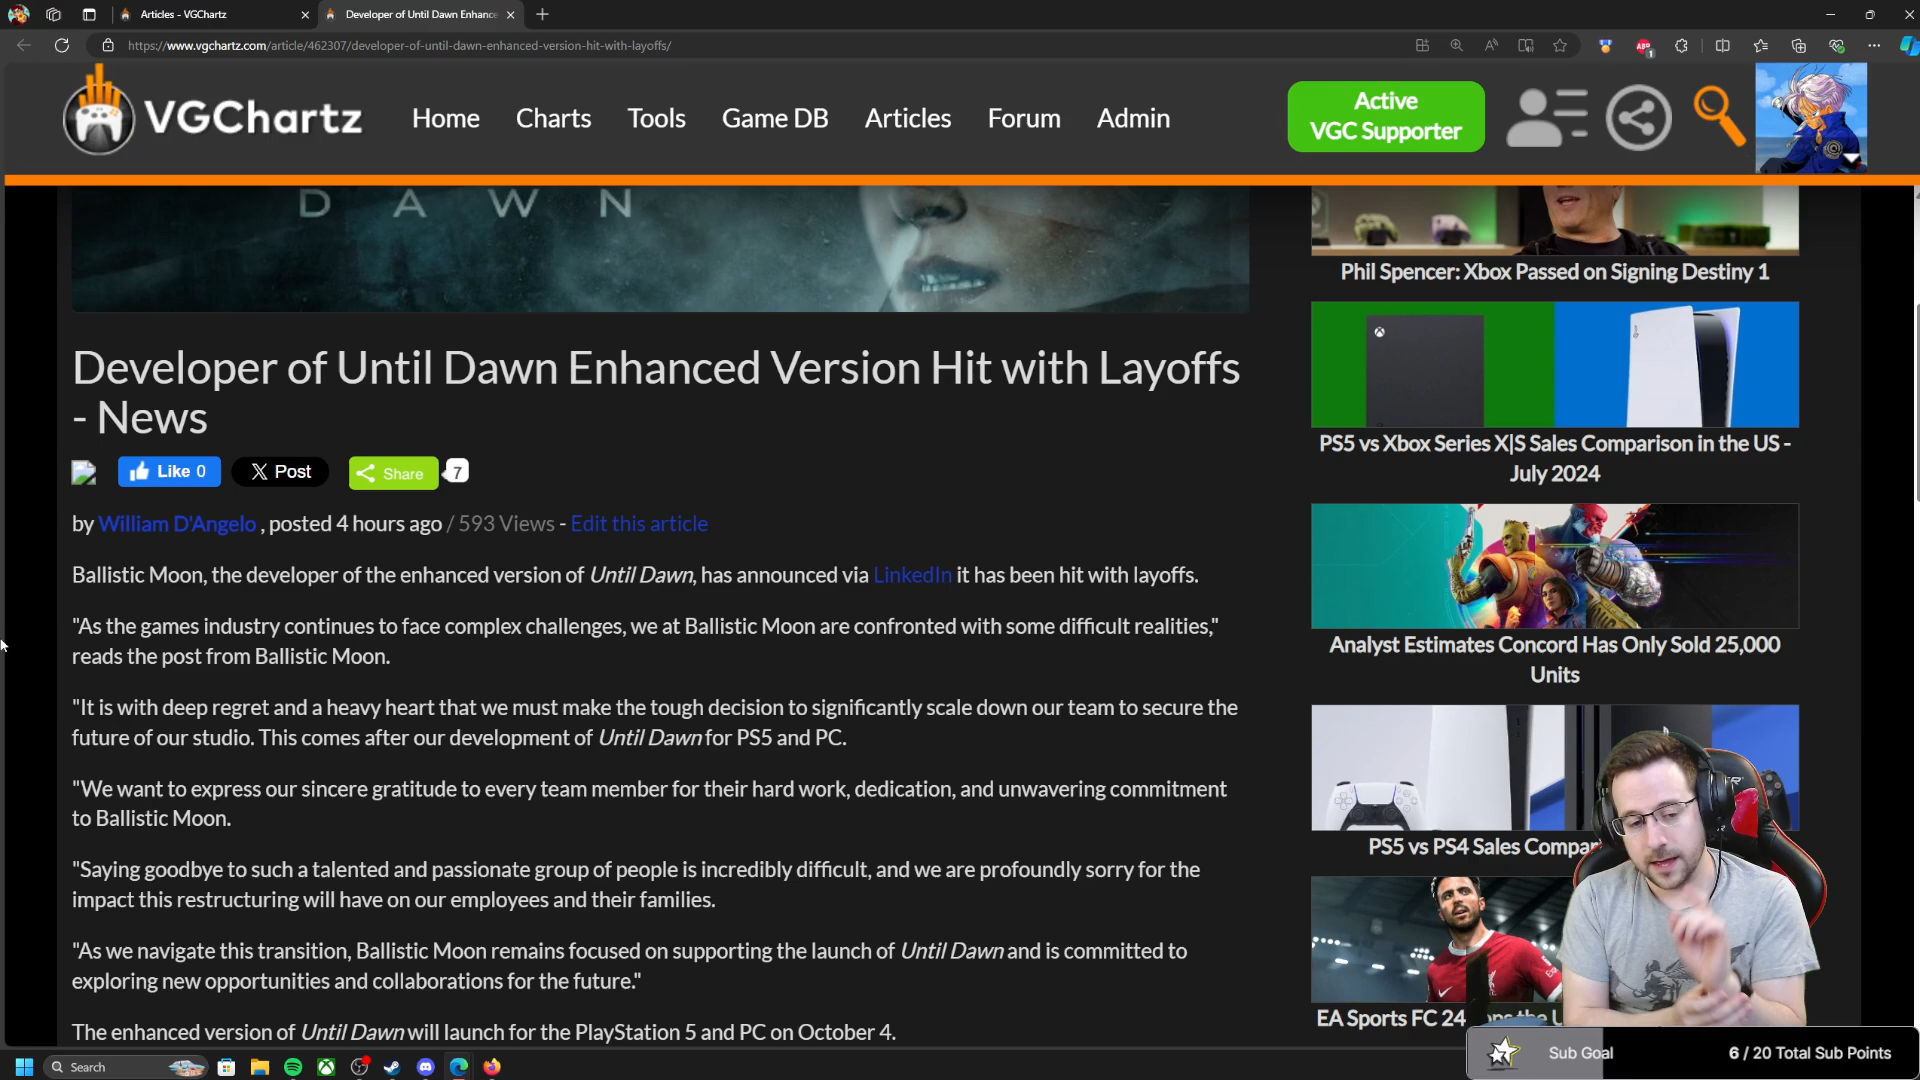 Articles - VGChartz
Developer of Until Dawn Enhance
https://www.vgchartz.com/article/462307/developer-of-until-dawn-enhanced-version-hit-with-layoffs/
VGChartz
Home
Charts
Tools
Game DB
Articles
Forum
Admin
Active
VGC Supporter
D A W N
Developer of Until Dawn Enhanced Version Hit with Layoffs
- News
Like 0
X Post
Share
7
by William D'Angelo , posted 4 hours ago / 593 Views - Edit this article
Ballistic Moon, the developer of the enhanced version of Until Dawn, has announced via LinkedIn it has been hit with layoffs.
"As the games industry continues to face complex challenges, we at Ballistic Moon are confronted with some difficult realities,"
reads the post from Ballistic Moon.
"It is with deep regret and a heavy heart that we must make the tough decision to significantly scale down our team to secure the
future of our studio. This comes after our development of Until Dawn for PS5 and PC.
"We want to express our sincere gratitude to every team member for their hard work, dedication, and unwavering commitment
to Ballistic Moon.
"Saying goodbye to such a talented and passionate group of people is incredibly difficult, and we are profoundly sorry for the
impact this restructuring will have on our employees and their families.
"As we navigate this transition, Ballistic Moon remains focused on supporting the launch of Until Dawn and is committed to
exploring new opportunities and collaborations for the future."
The enhanced version of Until Dawn will launch for the PlayStation 5 and PC on October 4.
Phil Spencer: Xbox Passed on Signing Destiny 1
PS5 vs Xbox Series X|S Sales Comparison in the US -
July 2024
Analyst Estimates Concord Has Only Sold 25,000
Units
PS5 vs PS4 Sales Compar
EA Sports FC 24
Sub Goal
6 / 20 Total Sub Points
Search